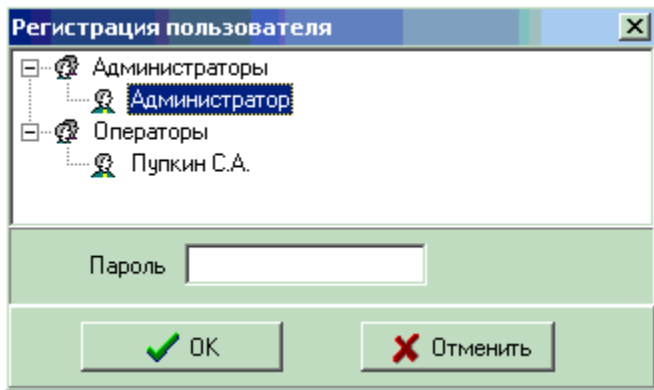 Регистрация пользователя
Администраторы
Администратор
Операторы
Пупкин С.А.
Пароль
OK Отменить